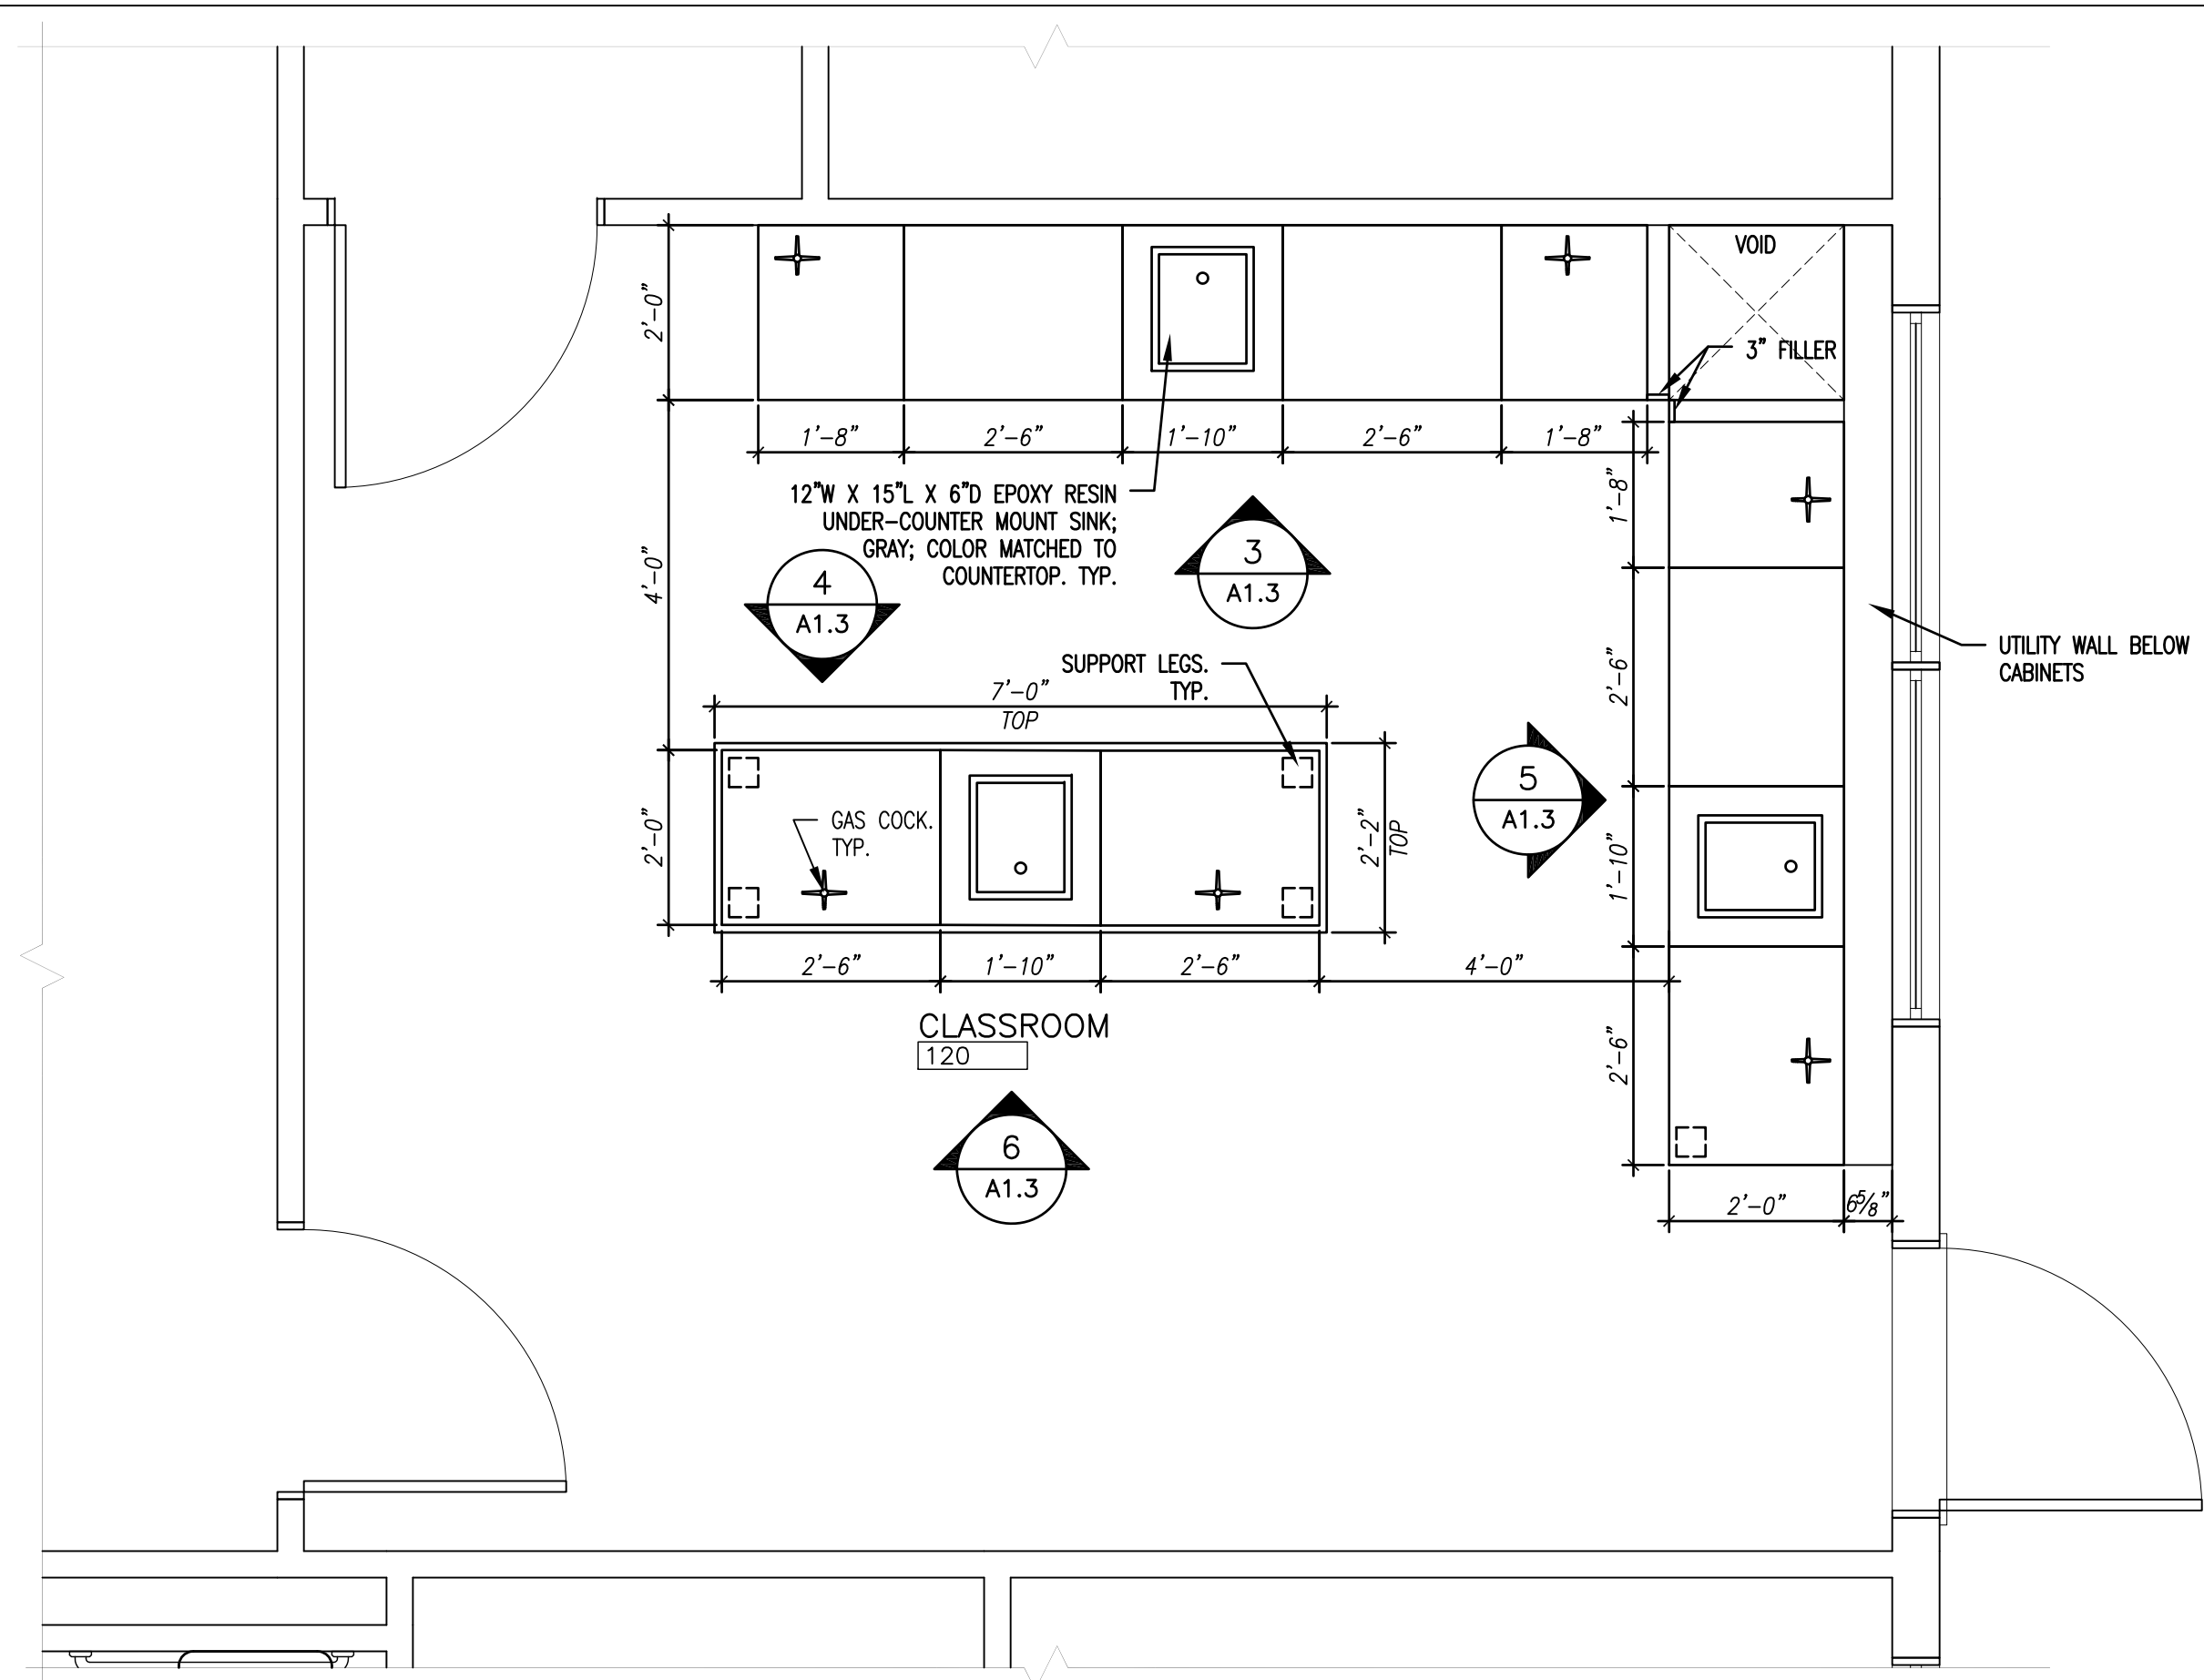 VOID
2'-0"
3" FILLER
1'-8"
2'-6"
1'-10"
2'-6"
1'-8"
12"W X 15"L X 6"D EPOXY RESIN
UNDER-COUNTER MOUNT SINK;
GRAY; COLOR MATCHED TO
COUNTERTOP. TYP.
1'-8"
3
A1.3
4
A1.3
4'-0"
SUPPORT LEGS.
TYP.
UTILITY WALL BELOW
CABINETS
2'-6"
7'-0"
TOP
5
A1.3
GAS COCK.
TYP.
2'-0"
2'-2"
TOP
1'-10"
2'-6"
1'-10"
2'-6"
4'-0"
CLASSROOM
120
2'-6"
6
A1.3
2'-0"
6 5/8"